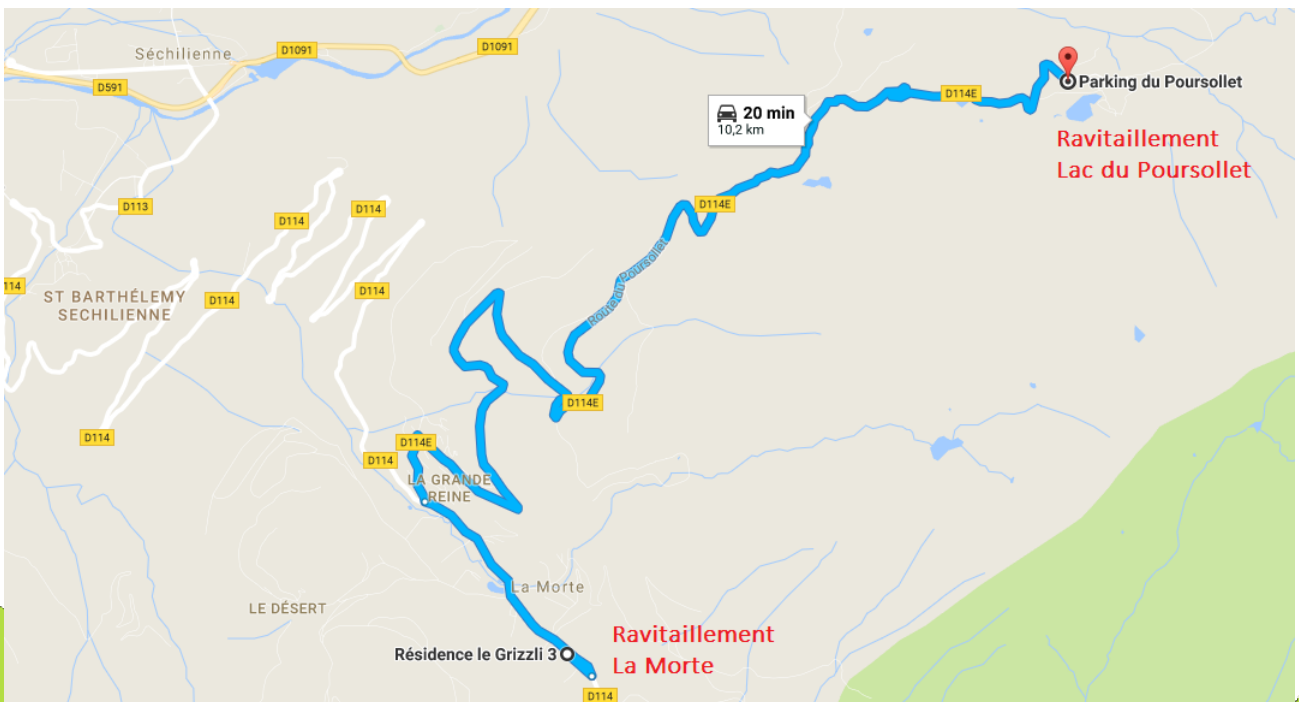 Séchilienne
D1091
D1091
D591
D114E
Parking du Poursollet
20 min
10,2 km
Ravitaillement
Lac du Poursollet
D113
D114
D114
D114E
Route du Poursollet
114
ST BARTHÉLEMY
SECHILIENNE
D114
D114
D114E
D114
D114E
D114
LA GRANDE
REINE
La Morte
LE DÉSERT
Ravitaillement
La Morte
Résidence le Grizzli 3
D114